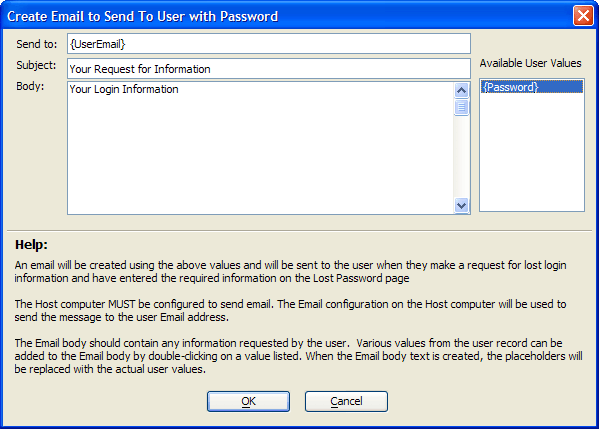 Create Email to Send To User with Password
Send to: {UserEmail}
Subject: Your Request for Information
Body: Your Login Information
Available User Values
{Password}
Help:
An email will be created using the above values and will be sent to the user when they make a request for lost login
information and have entered the required information on the Lost Password page
The Host computer MUST be configured to send email. The Email configuration on the Host computer will be used to
send the message to the user Email address.
The Email body should contain any information requested by the user.  Various values from the user record can be
added to the Email body by double-clicking on a value listed. When the Email body text is created, the placeholders will
be replaced with the actual user values.
OK Cancel